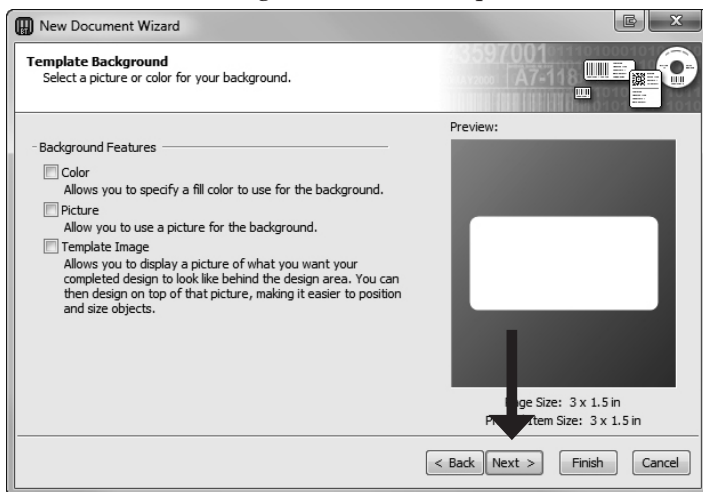 New Document Wizard
Template Background
Select a picture or color for your background.
A7-118
Preview:
Background Features
Color
Allows you to specify a fill color to use for the background.
Picture
Allow you to use a picture for the background.
Template Image
Allows you to display a picture of what you want your
completed design to look like behind the design area. You can
then design on top of that picture, making it easier to position
and size objects.
Size: 3 x 1.5 in
Item Size: 3 x 1.5 in
< Back Next > Finish Cancel